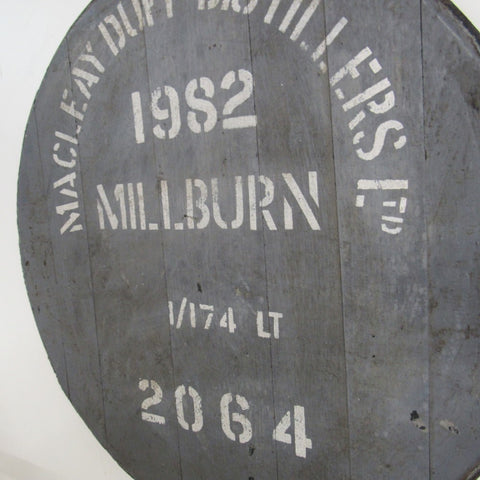 MACLEAY DUFF DISTILLERS LTD
1982
MILLBURN
1/174 LT
2064